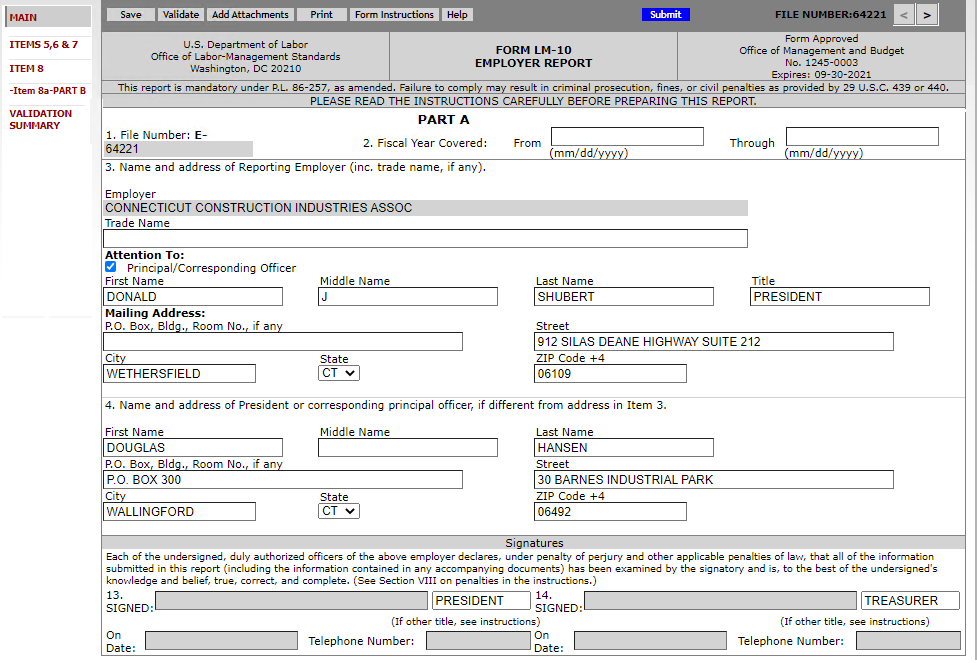 MAIN
ITEMS 5,6 & 7
ITEM 8
-Item 8a-PART B
VALIDATION
SUMMARY
Save Validate Add Attachments Print Form Instructions Help Submit FILE NUMBER:64221 < >
U.S. Department of Labor
Office of Labor-Management Standards
Washington, DC 20210
FORM LM-10
EMPLOYER REPORT
Form Approved
Office of Management and Budget
No. 1245-0003
Expires: 09-30-2021
This report is mandatory under P.L. 86-257, as amended. Failure to comply may result in criminal prosecution, fines, or civil penalties as provided by 29 U.S.C. 439 or 440.
PLEASE READ THE INSTRUCTIONS CAREFULLY BEFORE PREPARING THIS REPORT.
PART A
1. File Number: E-
64221
2. Fiscal Year Covered: From (mm/dd/yyyy) Through (mm/dd/yyyy)
3. Name and address of Reporting Employer (inc. trade name, if any).
Employer
CONNECTICUT CONSTRUCTION INDUSTRIES ASSOC
Trade Name
Attention To:
Principal/Corresponding Officer
First Name Middle Name Last Name Title
DONALD J SHUBERT PRESIDENT
Mailing Address:
P.O. Box, Bldg., Room No., if any Street
912 SILAS DEANE HIGHWAY SUITE 212
City State ZIP Code +4
WETHERSFIELD CT 06109
4. Name and address of President or corresponding principal officer, if different from address in Item 3.
First Name Middle Name Last Name
DOUGLAS HANSEN
P.O. Box, Bldg., Room No., if any Street
P.O. BOX 300 30 BARNES INDUSTRIAL PARK
City State ZIP Code +4
WALLINGFORD CT 06492
Signatures
Each of the undersigned, duly authorized officers of the above employer declares, under penalty of perjury and other applicable penalties of law, that all of the information
submitted in this report (including the information contained in any accompanying documents) has been examined by the signatory and is, to the best of the undersigned's
knowledge and belief, true, correct, and complete. (See Section VIII on penalties in the instructions.)
13. SIGNED: PRESIDENT 14. SIGNED: TREASURER
(If other title, see instructions) (If other title, see instructions)
On Date: Telephone Number: On Date: Telephone Number: